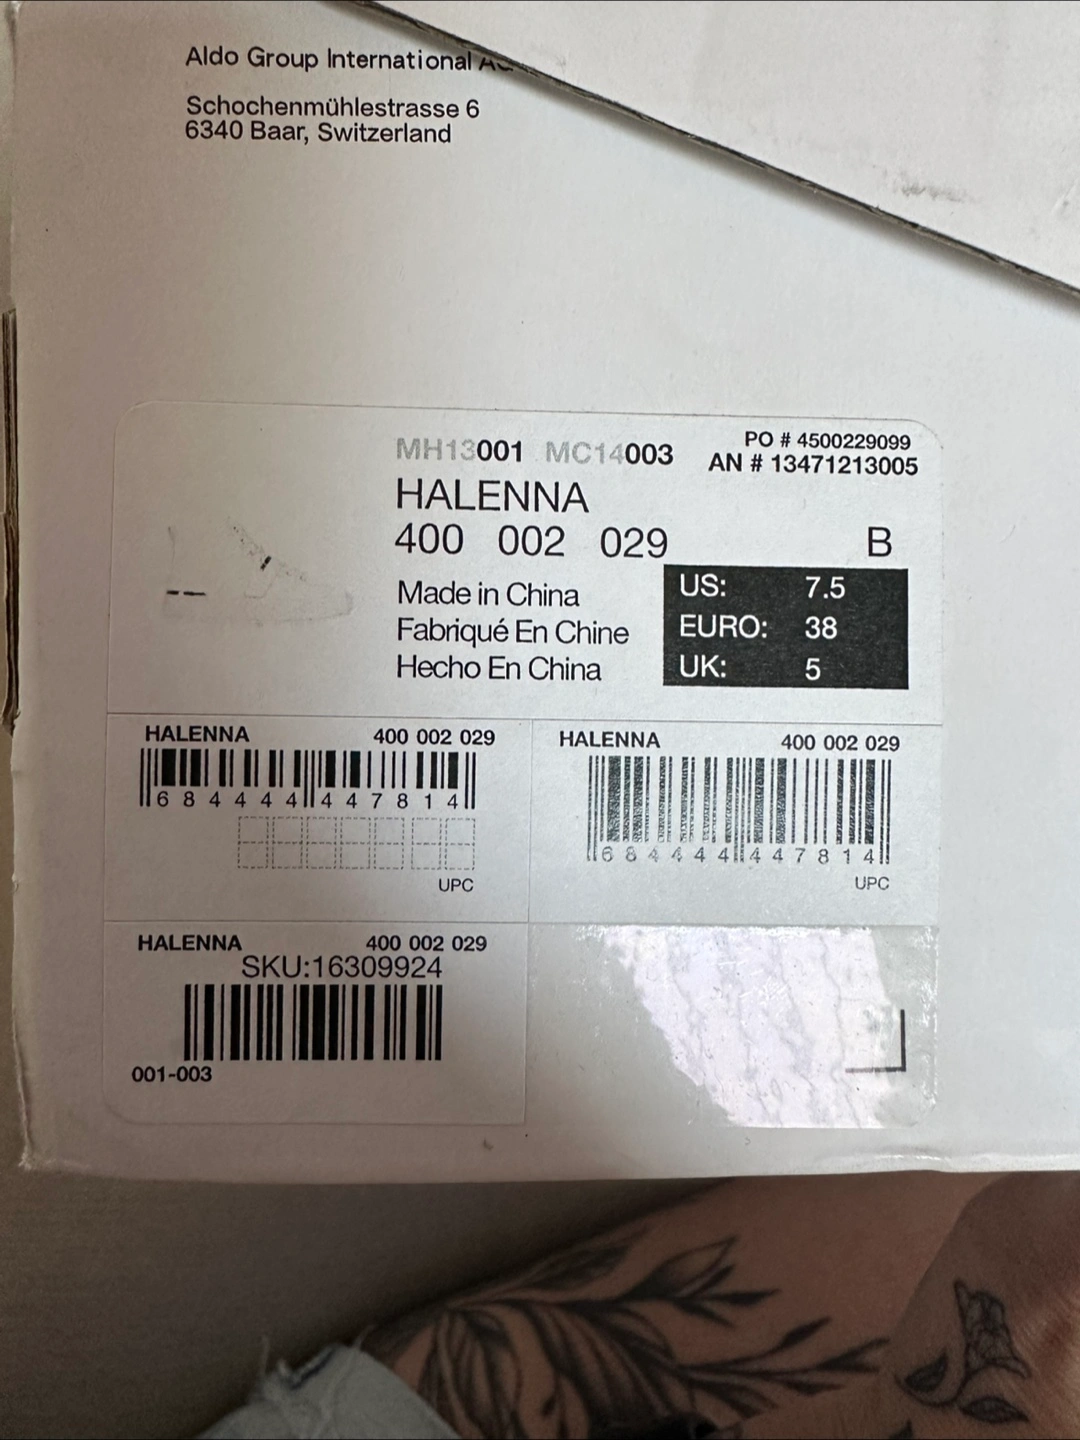 Aldo Group International
Schochenmühlestrasse 6
6340 Baar, Switzerland
MH13001 MC14003
PO # 4500229099
AN # 13471213005
HALENNA
400 002 029
B
Made in China
Fabriqué En Chine
Hecho En China
US: 7.5
EURO: 38
UK: 5
HALENNA 400 002 029
6 8 4 4 4 4 4 4 7 8 1 4
UPC
HALENNA 400 002 029
6 8 4 4 4 4 4 4 7 8 1 4
UPC
HALENNA 400 002 029
SKU:16309924
001-003